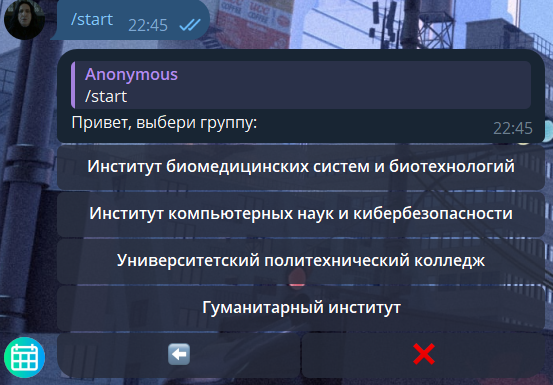 /start 22:45
Anonymous
/start
Привет, выбери группу:
22:45
Институт биомедицинских систем и биотехнологий
Институт компьютерных наук и кибербезопасности
Университетский политехнический колледж
Гуманитарный институт